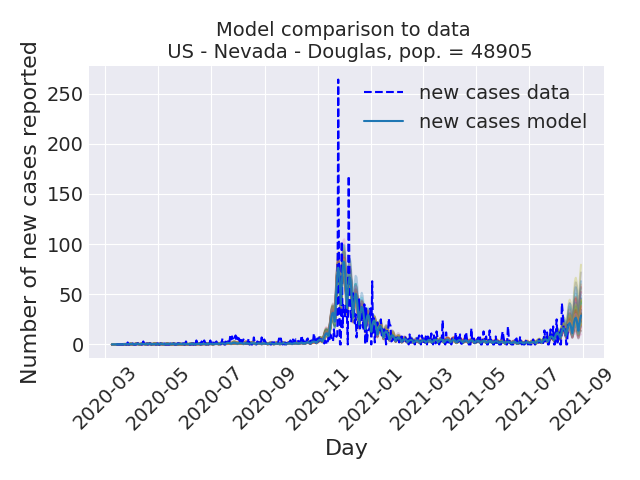 Model comparison to data
US - Nevada - Douglas, pop. = 48905
Number of new cases reported
250
200
150
100
50
0
new cases data
new cases model
2020-03
2020-05
2020-07
2020-09
2020-11
2021-01
2021-03
2021-05
2021-07
2021-09
Day